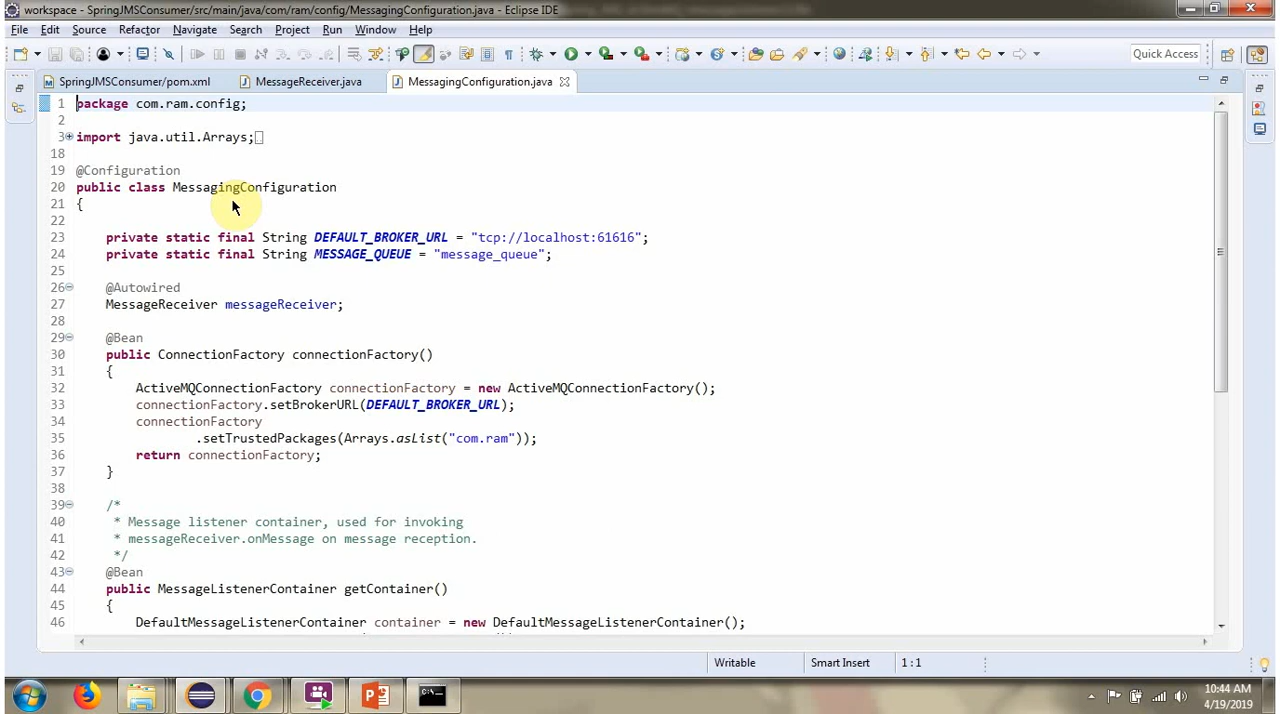 workspace - SpringJMSConsumer/src/main/java/com/ram/config/MessagingConfiguration.java - Eclipse IDE
File Edit Source Refactor Navigate Search Project Run Window Help
Quick Access
SpringJMSConsumer/pom.xml MessageReceiver.java MessagingConfiguration.java
1 package com.ram.config;
2
3 import java.util.Arrays;
18
19 @Configuration
20 public class MessagingConfiguration
21 {
22
23 private static final String DEFAULT_BROKER_URL = "tcp://localhost:61616";
24 private static final String MESSAGE_QUEUE = "message_queue";
25
26 @Autowired
27 MessageReceiver messageReceiver;
28
29 @Bean
30 public ConnectionFactory connectionFactory()
31 {
32 ActiveMQConnectionFactory connectionFactory = new ActiveMQConnectionFactory();
33 connectionFactory.setBrokerURL(DEFAULT_BROKER_URL);
34 connectionFactory
35 .setTrustedPackages(Arrays.asList("com.ram"));
36 return connectionFactory;
37 }
38
39 /*
40 * Message listener container, used for invoking
41 * messageReceiver.onMessage on message reception.
42 */
43 @Bean
44 public MessageListenerContainer getContainer()
45 {
46 DefaultMessageListenerContainer container = new DefaultMessageListenerContainer();
Writable Smart Insert 1 : 1
10:44 AM
4/19/2019